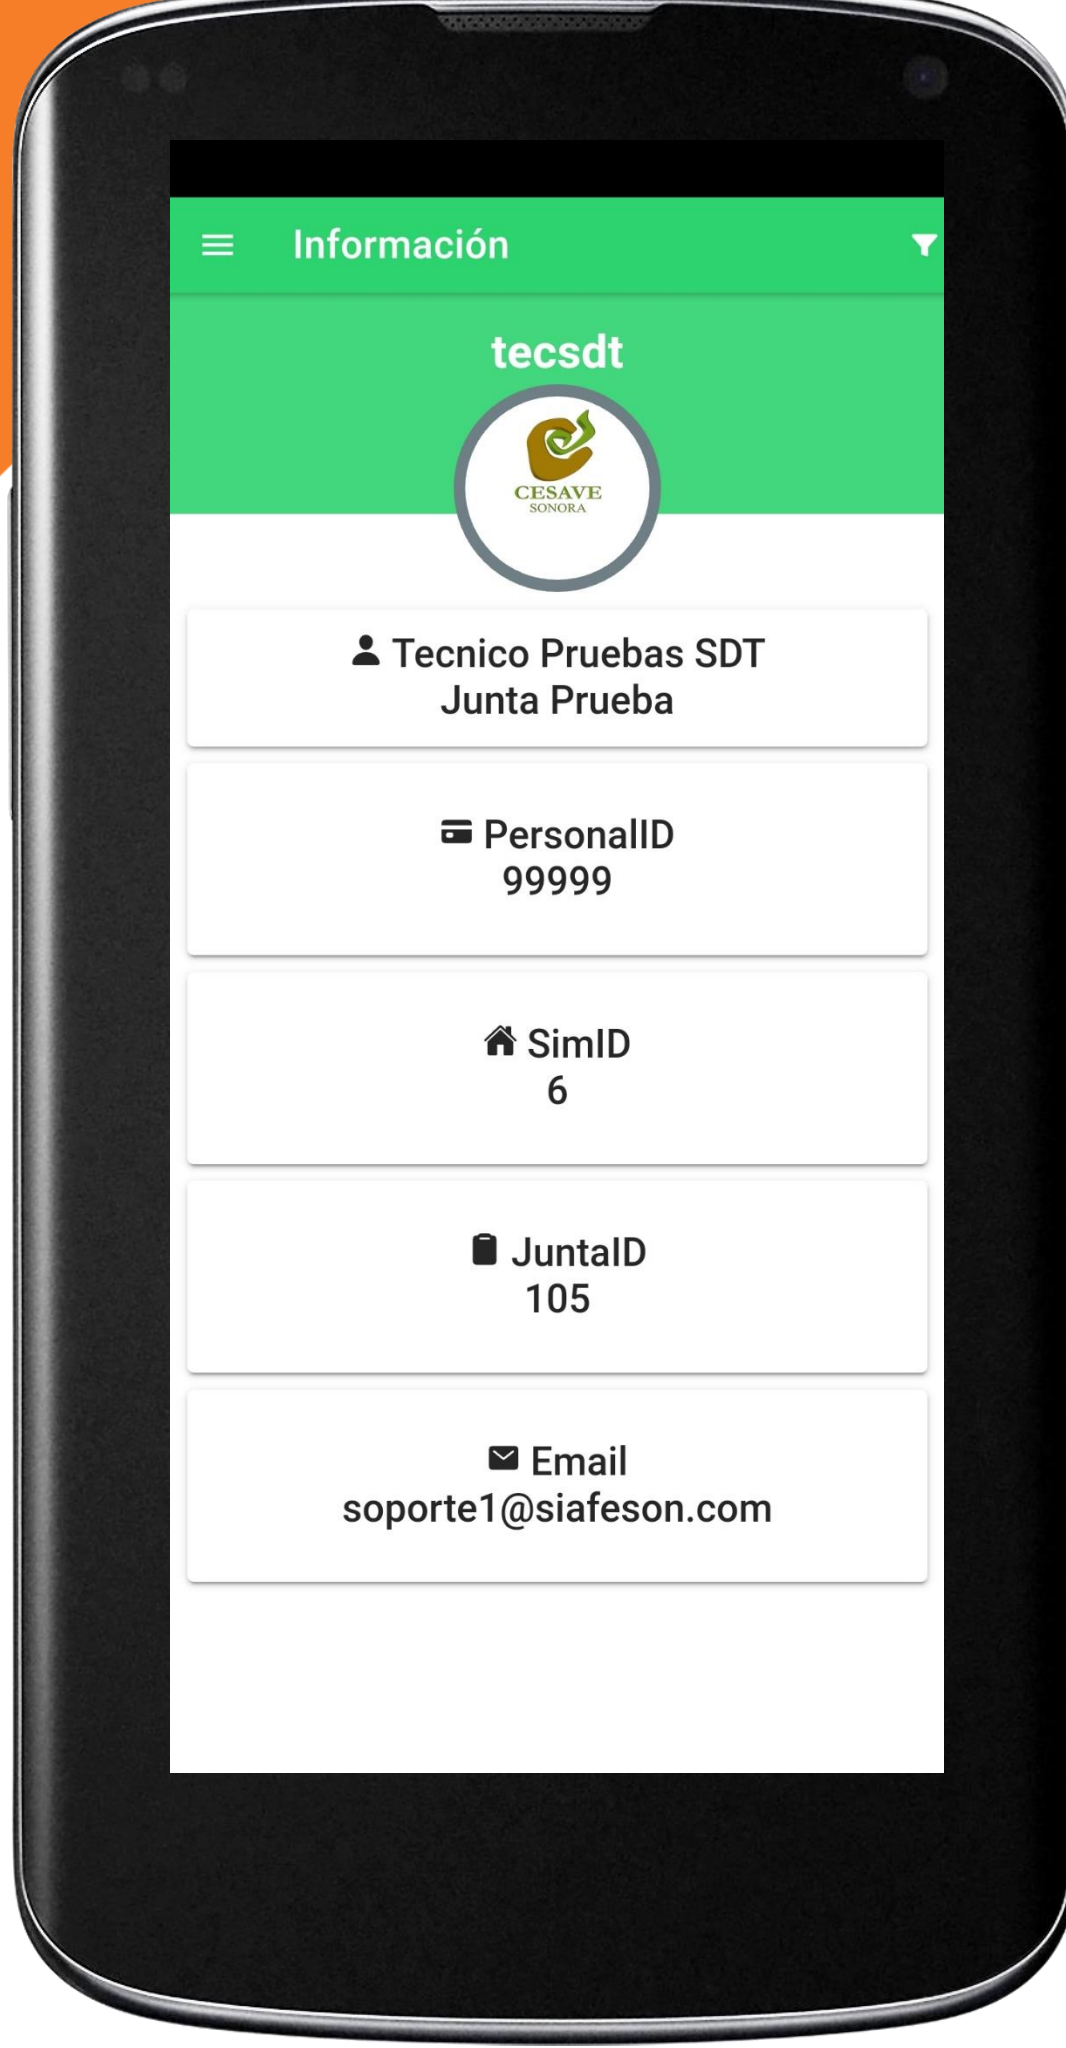 Información
tecsdt
CESAVE
SONORA
Tecnico Pruebas SDT
Junta Prueba
PersonalID
99999
SimID
6
JuntaID
105
Email
soporte1@siafeson.com